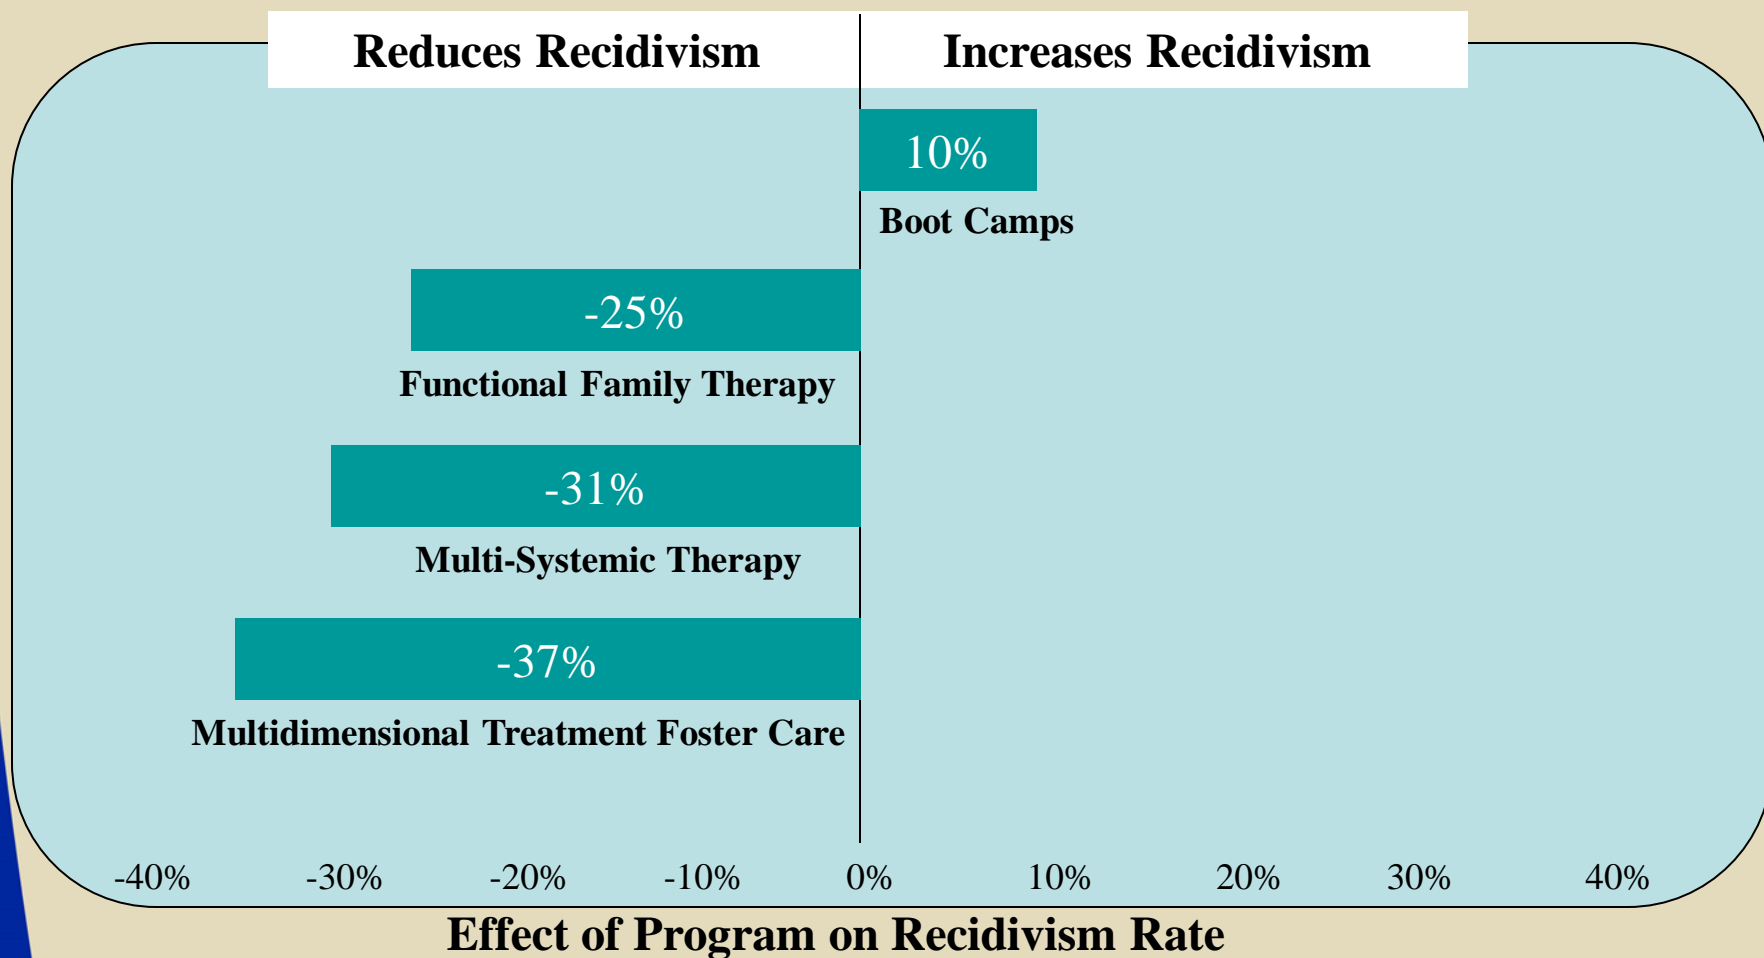 Reduces Recidivism
Increases Recidivism
10%
Boot Camps
-25%
Functional Family Therapy
-31%
Multi-Systemic Therapy
-37%
Multidimensional Treatment Foster Care
-40% -30% -20% -10% 0% 10% 20% 30% 40%
Effect of Program on Recidivism Rate